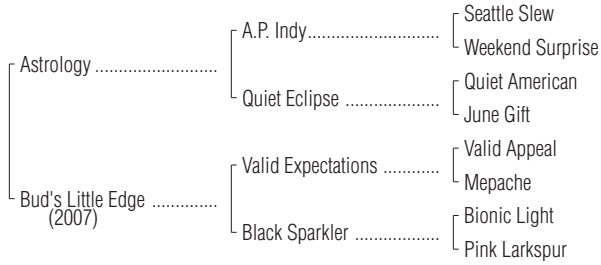 Seattle Slew
A.P. Indy......................
Weekend Surprise
Astrology ........................
Quiet American
Quiet Eclipse ..................
June Gift
Valid Appeal
Valid Expectations ...........
Mepache
Bud's Little Edge .............
(2007)
Bionic Light
Black Sparkler ................
Pink Larkspur